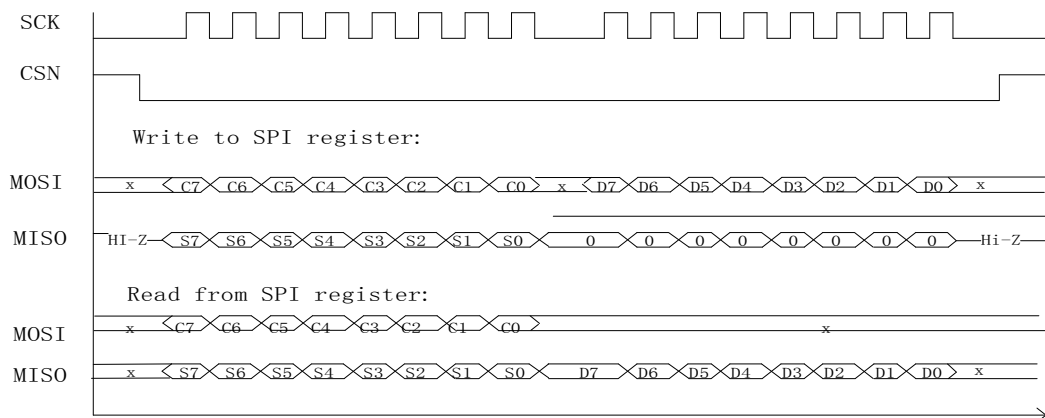 SCK
CSN
Write to SPI register:
MOSI x C7 C6 C5 C4 C3 C2 C1 C0 x D7 D6 D5 D4 D3 D2 D1 D0 x
MISO HI-Z S7 S6 S5 S4 S3 S2 S1 S0 0 0 0 0 0 0 0 0 Hi-Z
Read from SPI register:
MOSI x C7 C6 C5 C4 C3 C2 C1 C0 x
MISO x S7 S6 S5 S4 S3 S2 S1 S0 D7 D6 D5 D4 D3 D2 D1 D0 x